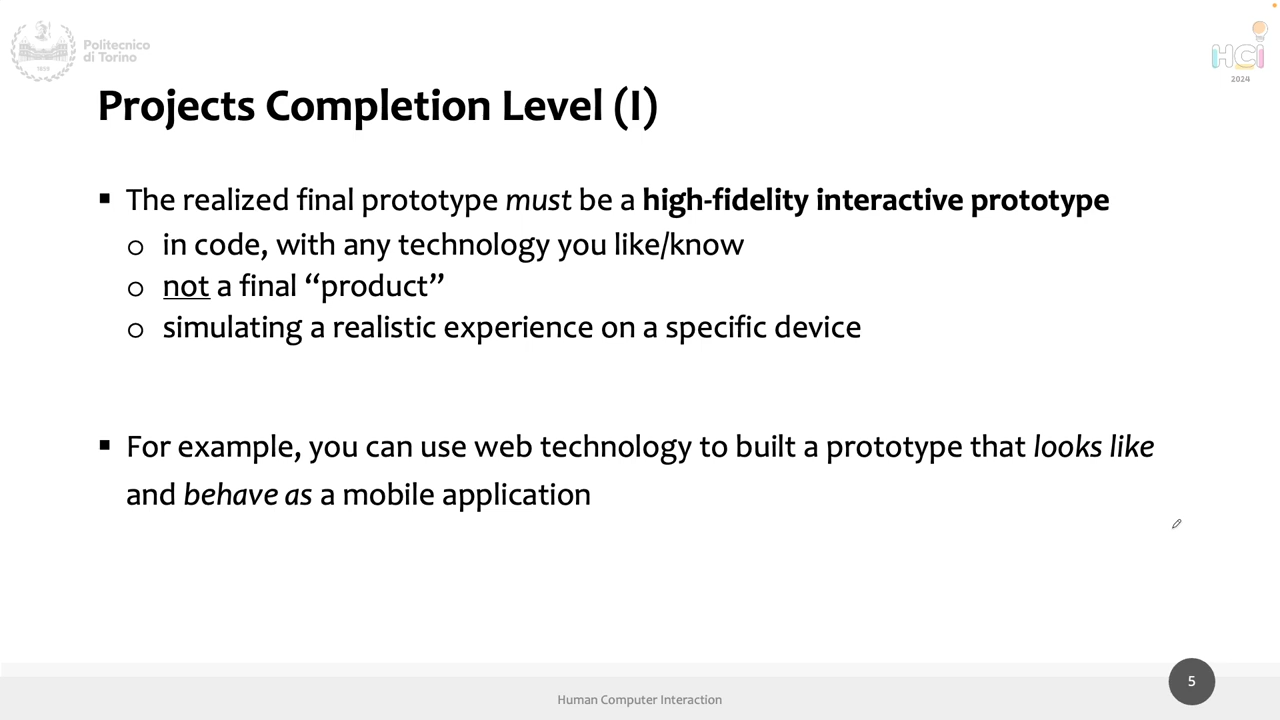 Politecnico
di Torino
1859
HCI
2024
Projects Completion Level (I)
▪ The realized final prototype must be a high-fidelity interactive prototype
o in code, with any technology you like/know
o not a final “product”
o simulating a realistic experience on a specific device
▪ For example, you can use web technology to built a prototype that looks like
and behave as a mobile application
5
Human Computer Interaction